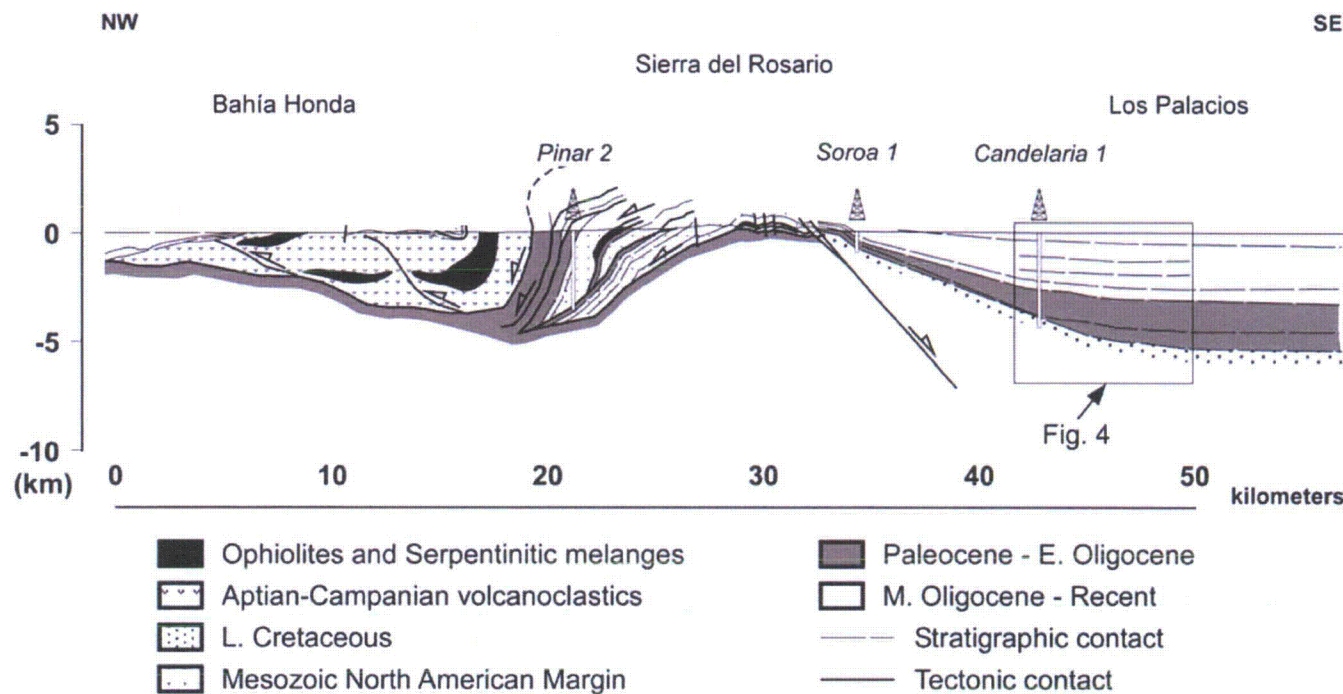 NW
SE
Sierra del Rosario
Bahía Honda
Los Palacios
5
Pinar 2
Soroa 1
Candelaria 1
0
-5
Fig. 4
-10
(km)
0
10
20
30
40
50
kilometers
Ophiolites and Serpentinitic melanges
Paleocene - E. Oligocene
Aptian-Campanian volcanoclastics
M. Oligocene - Recent
L. Cretaceous
Stratigraphic contact
Mesozoic North American Margin
Tectonic contact